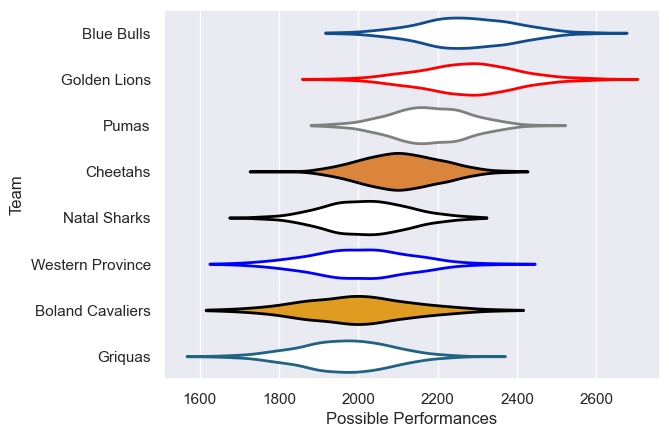 Blue Bulls
Golden Lions
Pumas
Cheetahs
Natal Sharks
Western Province
Boland Cavaliers
Griquas
Team
1600 1800 2000 2200 2400 2600
Possible Performances